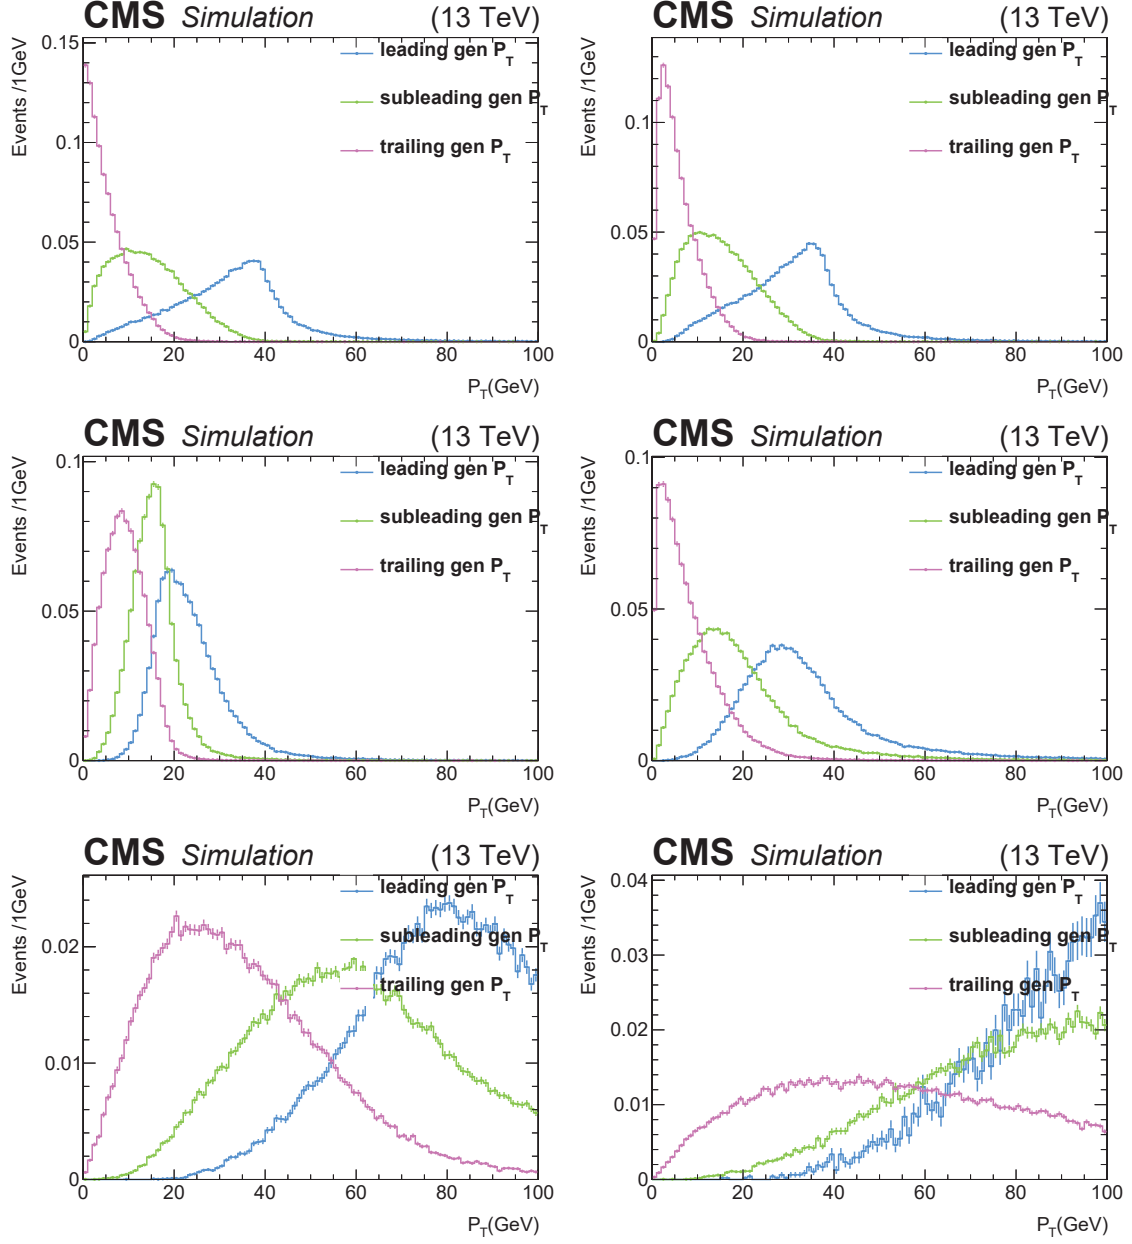 CMS Simulation (13 TeV)
Events /1GeV
0.15
0.1
0.05
0
leading gen P_T
subleading gen P_T
trailing gen P_T
0 20 40 60 80 100
P_T(GeV)
CMS Simulation (13 TeV)
Events /1GeV
0.1
0.05
0
leading gen P_T
subleading gen P_T
trailing gen P_T
0 20 40 60 80 100
P_T(GeV)
CMS Simulation (13 TeV)
Events /1GeV
0.1
0.05
0
leading gen P_T
subleading gen P_T
trailing gen P_T
0 20 40 60 80 100
P_T(GeV)
CMS Simulation (13 TeV)
Events /1GeV
0.1
0.05
0
leading gen P_T
subleading gen P_T
trailing gen P_T
0 20 40 60 80 100
P_T(GeV)
CMS Simulation (13 TeV)
Events /1GeV
0.02
0.01
0
leading gen P_T
subleading gen P_T
trailing gen P_T
0 20 40 60 80 100
P_T(GeV)
CMS Simulation (13 TeV)
Events /1GeV
0.04
0.03
0.02
0.01
0
leading gen P_T
subleading gen P_T
trailing gen P_T
0 20 40 60 80 100
P_T(GeV)